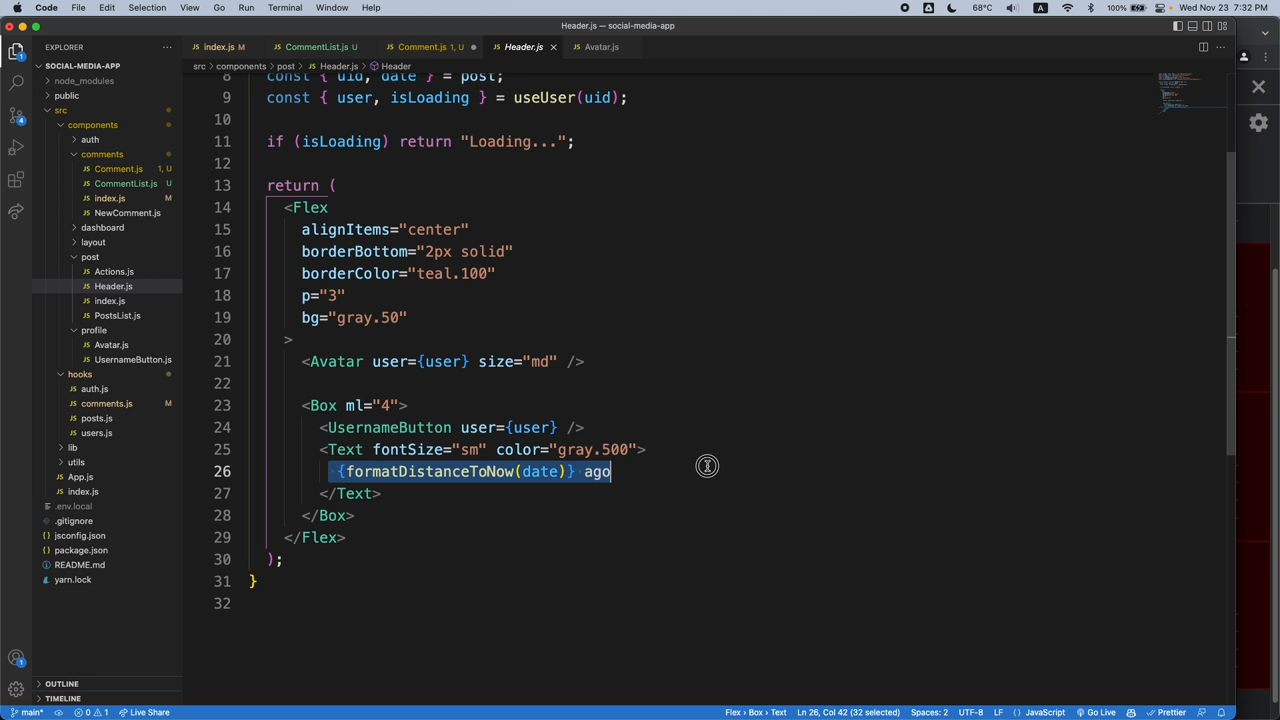 Code File Edit Selection View Go Run Terminal Window Help
68°C A 100% Wed Nov 23 7:32 PM
Header.js — social-media-app
EXPLORER
index.js M CommentList.js U Comment.js 1, U Header.js Avatar.js
src > components > post > Header.js > Header
SOCIAL-MEDIA-APP
node_modules
public
src
components
auth
comments
Comment.js 1, U
CommentList.js U
index.js M
NewComment.js
dashboard
layout
post
Actions.js
Header.js
index.js
PostsList.js
profile
Avatar.js
UsernameButton.js
hooks
auth.js
comments.js M
posts.js
users.js
lib
utils
App.js
index.js
.env.local
.gitignore
jsconfig.json
package.json
README.md
yarn.lock
OUTLINE
TIMELINE
8 const { uid, date } = post;
9 const { user, isLoading } = useUser(uid);
10
11 if (isLoading) return "Loading...";
12
13 return (
14 <Flex
15 alignItems="center"
16 borderBottom="2px solid"
17 borderColor="teal.100"
18 p="3"
19 bg="gray.50"
20 >
21 <Avatar user={user} size="md" />
22
23 <Box ml="4">
24 <UsernameButton user={user} />
25 <Text fontSize="sm" color="gray.500">
26 {formatDistanceToNow(date)} ago
27 </Text>
28 </Box>
29 </Flex>
30 );
31 }
32
main* 0 1 Live Share Flex > Box > Text Ln 26, Col 42 (32 selected) Spaces: 2 UTF-8 LF { } JavaScript Go Live Prettier